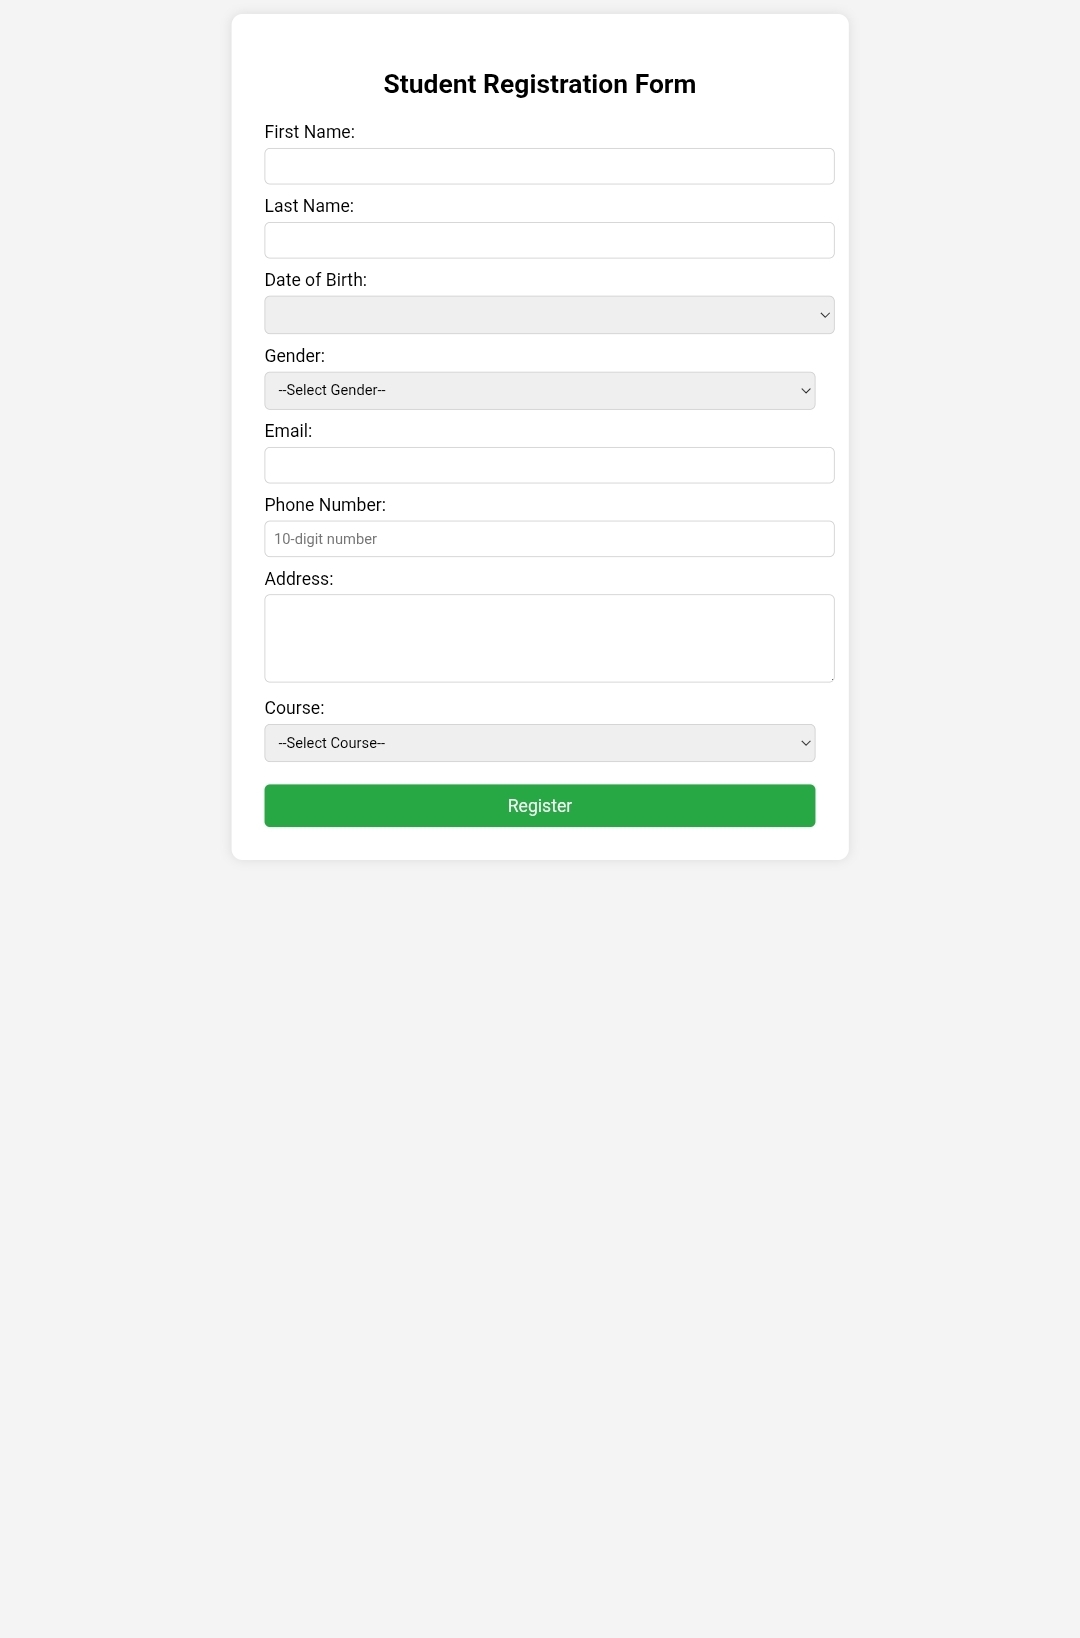 Student Registration Form
First Name:
Last Name:
Date of Birth:
Gender:
--Select Gender--
Email:
Phone Number:
10-digit number
Address:
Course:
--Select Course--
Register